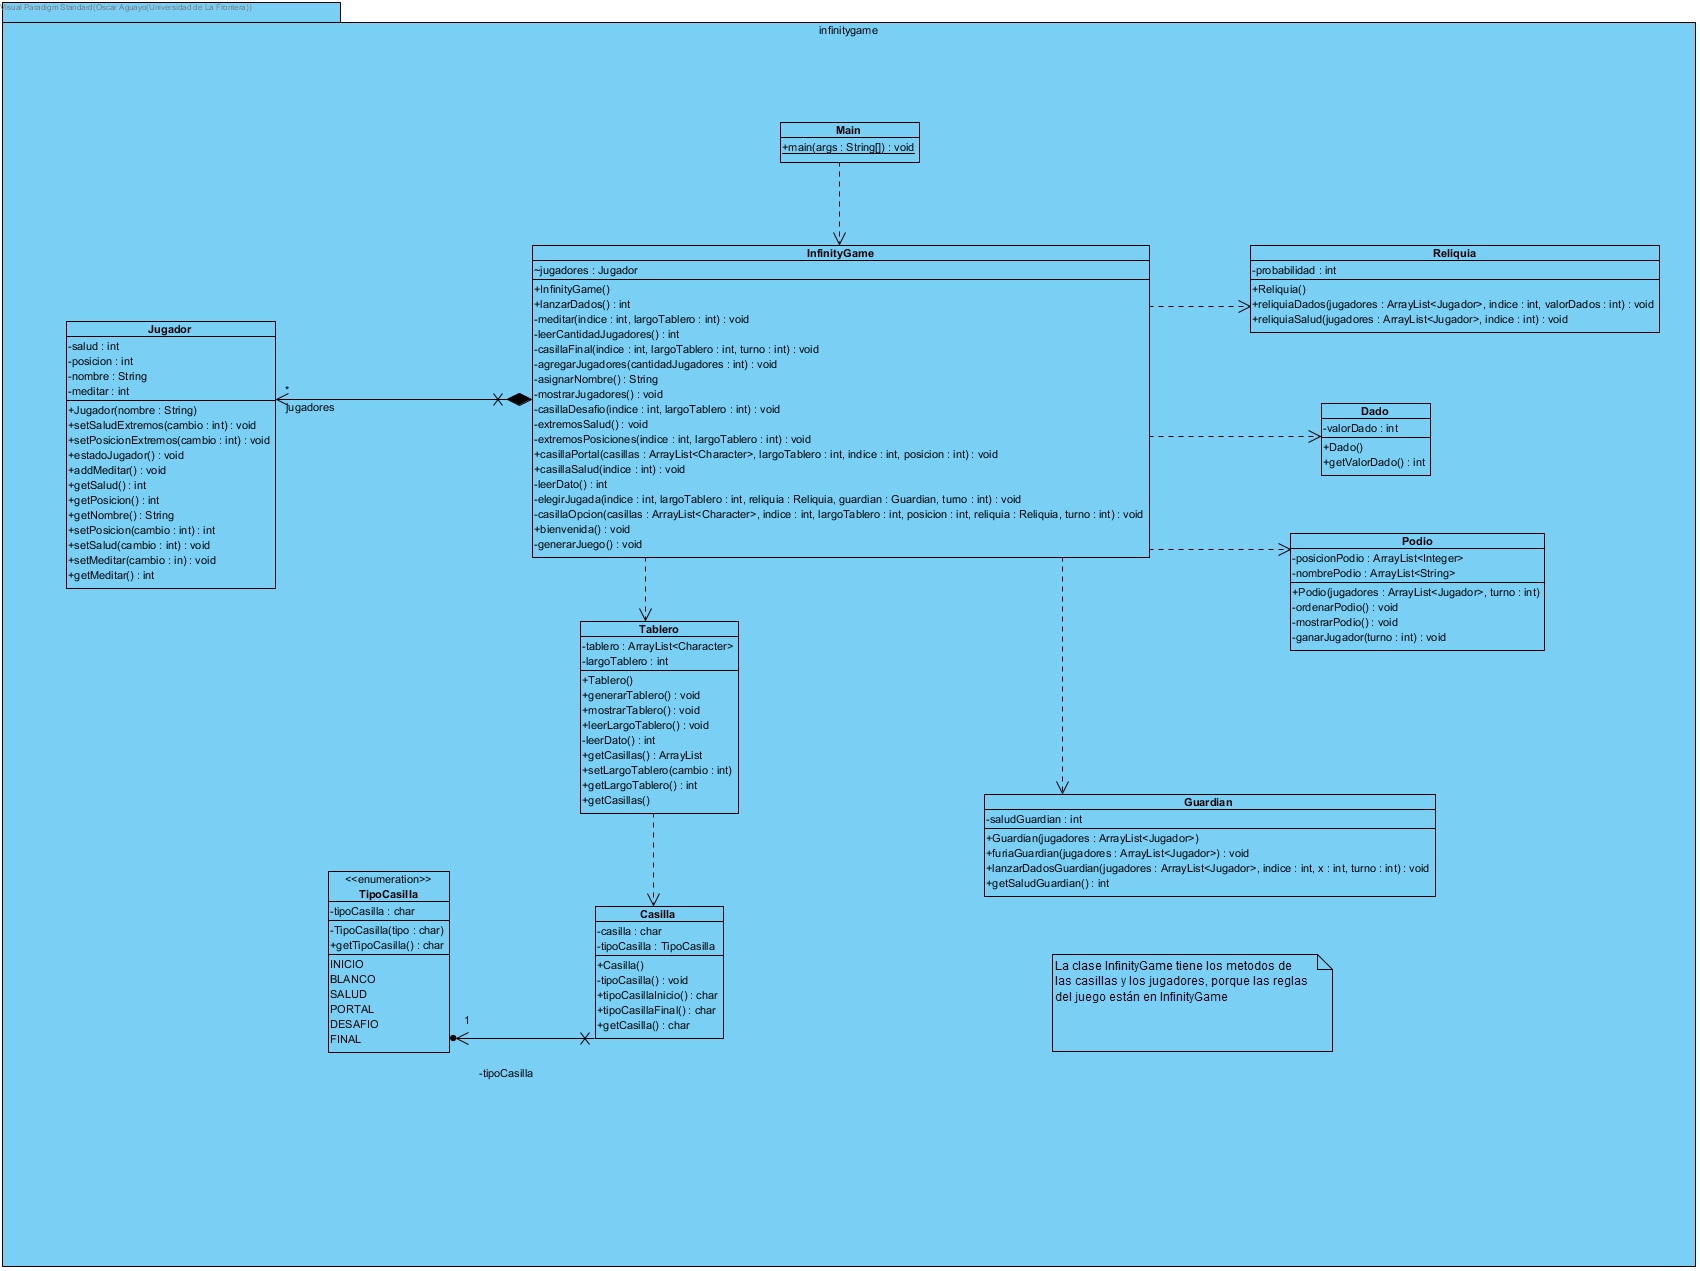 Visual Paradigm Standard(Oscar Aguayo(Universidad de La Frontera))
infinitygame
Main
+main(args : String[]) : void
InfinityGame
~jugadores : Jugador
+InfinityGame()
+lanzarDados() : int
-meditar(indice : int, largoTablero : int) : void
-leerCantidadJugadores() : int
-casillaFinal(indice : int, largoTablero : int, turno : int) : void
-agregarJugadores(cantidadJugadores : int) : void
-asignarNombre() : String
-mostrarJugadores() : void
-casillaDesafio(indice : int, largoTablero : int) : void
-extremosSalud() : void
-extremosPosiciones(indice : int, largoTablero : int) : void
+casillaPortal(casillas : ArrayList<Character>, largoTablero : int, indice : int, posicion : int) : void
+casillaSalud(indice : int) : void
-leerDato() : int
-elegirJugada(indice : int, largoTablero : int, reliquia : Reliquia, guardian : Guardian, turno : int) : void
-casillaOpcion(casillas : ArrayList<Character>, indice : int, largoTablero : int, posicion : int, reliquia : Reliquia, turno : int) : void
+bienvenida() : void
-generarJuego() : void
Reliquia
-probabilidad : int
+Reliquia()
+reliquiaDados(jugadores : ArrayList<Jugador>, indice : int, valorDados : int) : void
+reliquiaSalud(jugadores : ArrayList<Jugador>, indice : int) : void
Jugador
-salud : int
-posicion : int
-nombre : String
-meditar : int
+Jugador(nombre : String)
+setSaludExtremos(cambio : int) : void
+setPosicionExtremos(cambio : int) : void
+estadoJugador() : void
+addMeditar() : void
+getSalud() : int
+getPosicion() : int
+getNombre() : String
+setPosicion(cambio : int) : int
+setSalud(cambio : int) : void
+setMeditar(cambio : in) : void
+getMeditar() : int
*
jugadores
Dado
-valorDado : int
+Dado()
+getValorDado() : int
Podio
-posicionPodio : ArrayList<Integer>
-nombrePodio : ArrayList<String>
+Podio(jugadores : ArrayList<Jugador>, turno : int)
-ordenarPodio() : void
-mostrarPodio() : void
-ganarJugador(turno : int) : void
Tablero
-tablero : ArrayList<Character>
-largoTablero : int
+Tablero()
+generarTablero() : void
+mostrarTablero() : void
+leerLargoTablero() : void
-leerDato() : int
+getCasillas() : ArrayList
+setLargoTablero(cambio : int)
+getLargoTablero() : int
+getCasillas()
Guardian
-saludGuardian : int
+Guardian(jugadores : ArrayList<Jugador>)
+furiaGuardian(jugadores : ArrayList<Jugador>) : void
+lanzarDadosGuardian(jugadores : ArrayList<Jugador>, indice : int, x : int, turno : int) : void
+getSaludGuardian() : int
<<enumeration>>
TipoCasilla
-tipoCasilla : char
-TipoCasilla(tipo : char)
+getTipoCasilla() : char
INICIO
BLANCO
SALUD
PORTAL
DESAFIO
FINAL
Casilla
-casilla : char
-tipoCasilla : TipoCasilla
+Casilla()
-tipoCasilla() : void
+tipoCasillaInicio() : char
+tipoCasillaFinal() : char
+getCasilla() : char
1
-tipoCasilla
La clase InfinityGame tiene los metodos de
las casillas y los jugadores, porque las reglas
del juego están en InfinityGame